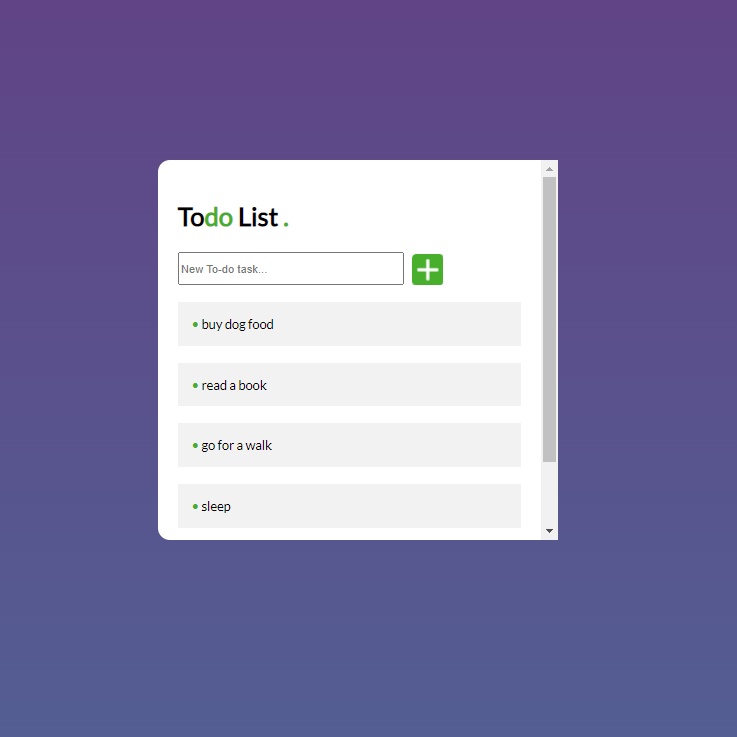 Todo List .
New To-do task...
• buy dog food
• read a book
• go for a walk
• sleep